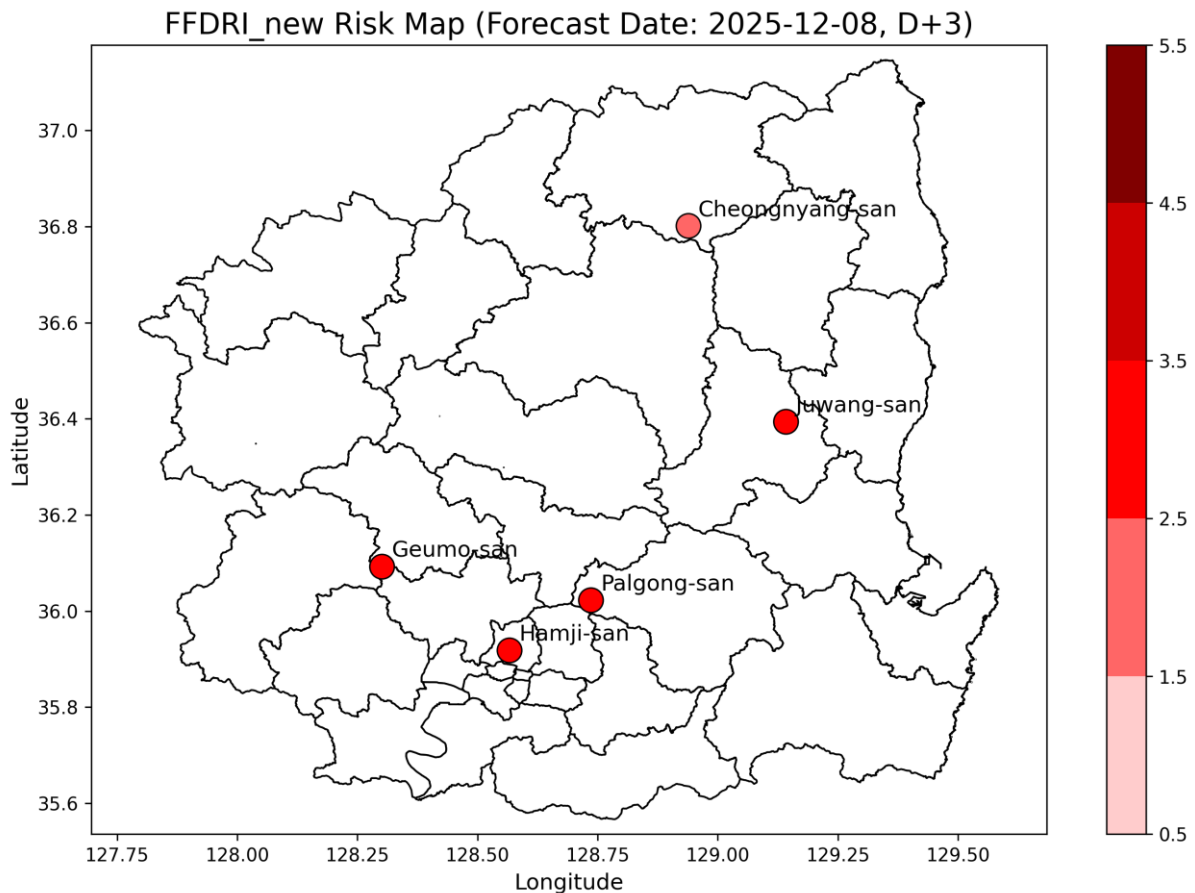 FFDRI_new Risk Map (Forecast Date: 2025-12-08, D+3)
5.5
37.0
4.5
Cheongnyang-san
36.8
36.6
3.5
Juwang-san
36.4
Latitude
2.5
36.2
Geumo-san
Palgong-san
36.0
Hamji-san
1.5
35.8
35.6
0.5
127.75 128.00 128.25 128.50 128.75 129.00 129.25 129.50
Longitude